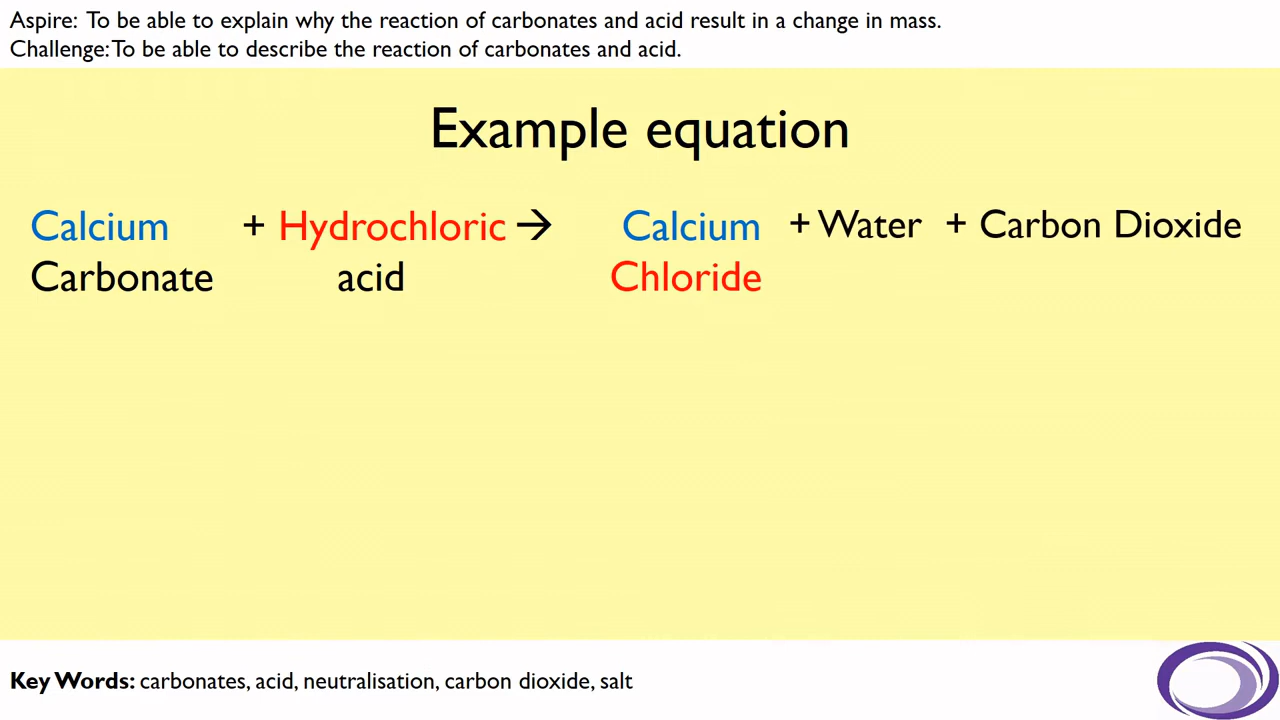 Aspire: To be able to explain why the reaction of carbonates and acid result in a change in mass.
Challenge: To be able to describe the reaction of carbonates and acid.
Example equation
Calcium + Hydrochloric → Calcium + Water + Carbon Dioxide
Carbonate acid Chloride
Key Words: carbonates, acid, neutralisation, carbon dioxide, salt